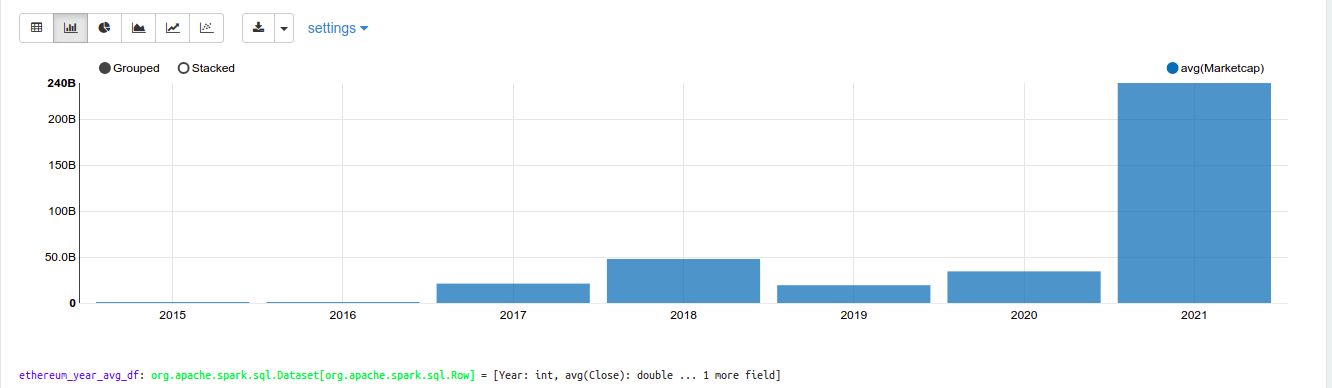 settings
Grouped Stacked avg(Marketcap)
240B
200B
150B
100B
50.0B
0
2015 2016 2017 2018 2019 2020 2021
ethereum_year_avg_df: org.apache.spark.sql.Dataset[org.apache.spark.sql.Row] = [Year: int, avg(Close): double ... 1 more field]